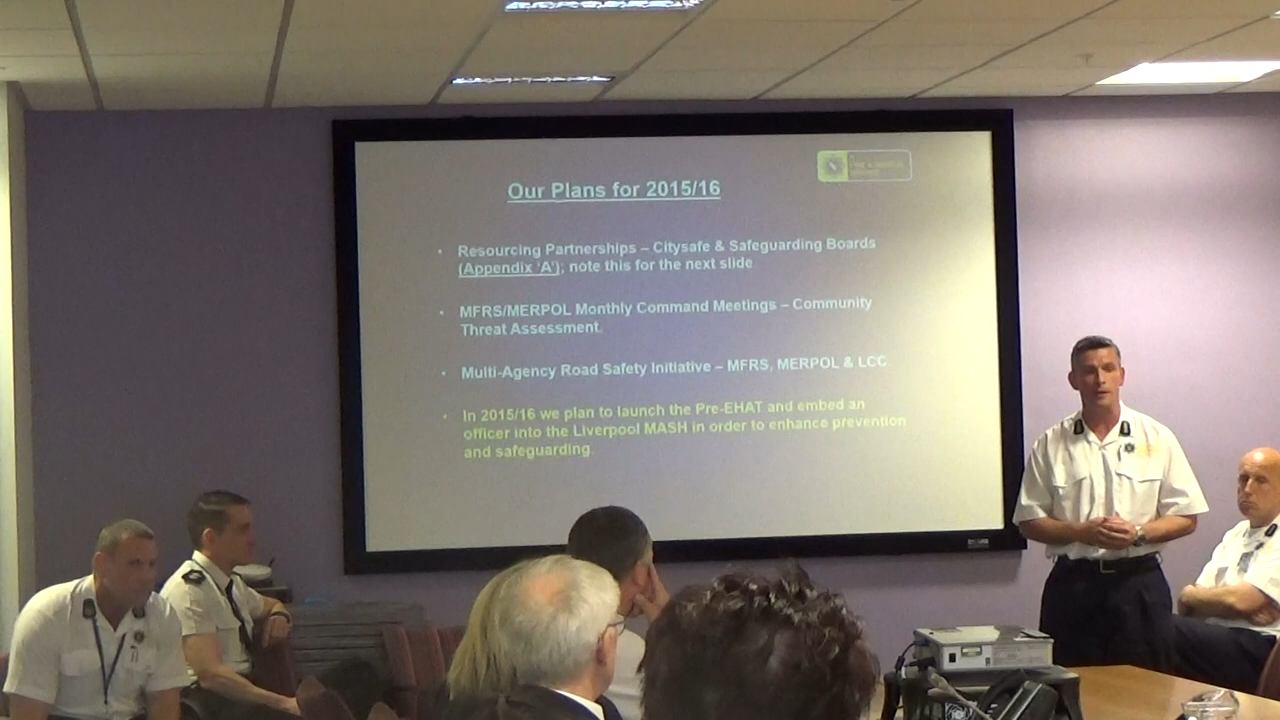 Our Plans for 2015/16
• Resourcing Partnerships – Citysafe & Safeguarding Boards
(Appendix 'A'); note this for the next slide
• MFRS/MERPOL Monthly Command Meetings – Community
Threat Assessment.
• Multi-Agency Road Safety Initiative – MFRS, MERPOL & LCC
• In 2015/16 we plan to launch the Pre-EHAT and embed an
officer into the Liverpool MASH in order to enhance prevention
and safeguarding.